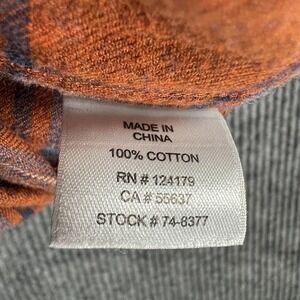 MADE IN
CHINA
100% COTTON
RN # 124179
CA # 55637
STOCK # 74-8377